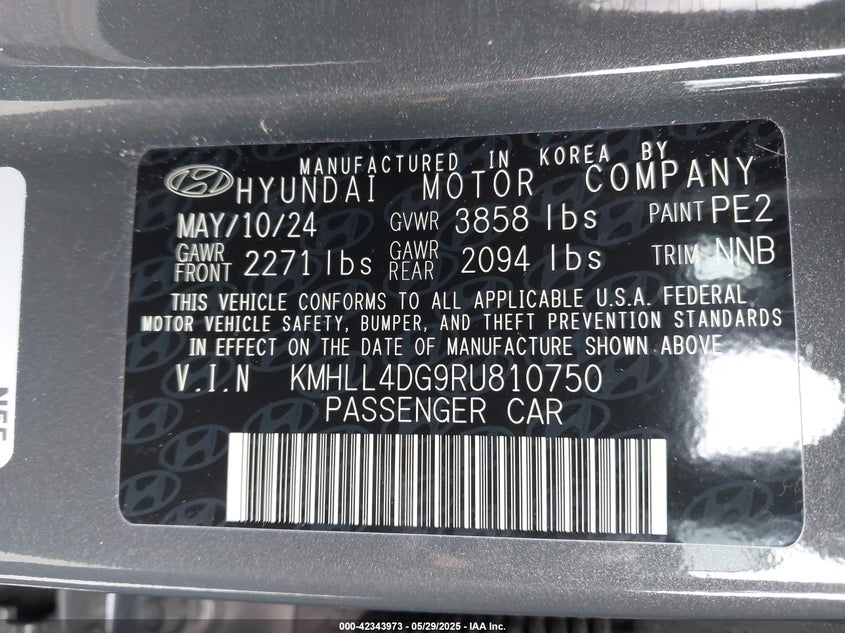 MANUFACTURED IN KOREA BY
HYUNDAI MOTOR COMPANY
MAY/10/24 GVWR 3858 lbs PAINT PE2
GAWR FRONT 2271 lbs GAWR REAR 2094 lbs TRIM NNB
THIS VEHICLE CONFORMS TO ALL APPLICABLE U.S.A. FEDERAL
MOTOR VEHICLE SAFETY, BUMPER, AND THEFT PREVENTION STANDARDS
IN EFFECT ON THE DATE OF MANUFACTURE SHOWN ABOVE
V.I.N KMHLL4DG9RU810750
PASSENGER CAR
000-42343973 - 05/29/2025 - IAA Inc.